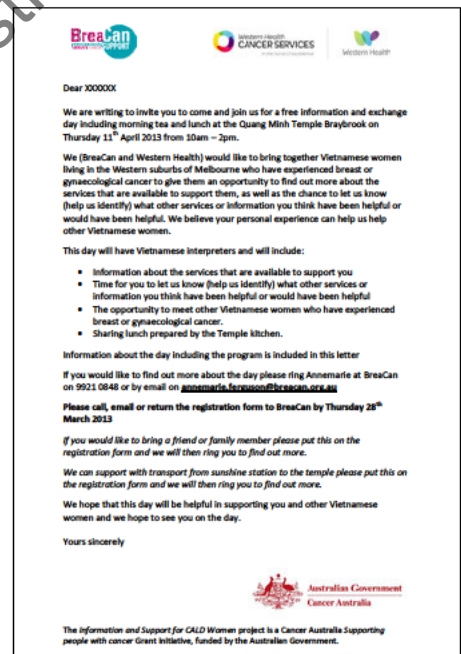 BreaCan
SUPPORT
Western Health
CANCER SERVICES
Western Health
Dear XXXXXX
We are writing to invite you to come and join us for a free information and exchange
day including morning tea and lunch at the Quang Minh Temple Braybrook on
Thursday 11th April 2013 from 10am – 2pm.
We (BreaCan and Western Health) would like to bring together Vietnamese women
living in the Western suburbs of Melbourne who have experienced breast or
gynaecological cancer to give them an opportunity to find out more about the
services that are available to support them, as well as the chance to let us know
(help us identify) what other services or information you think have been helpful or
would have been helpful. We believe your personal experience can help us help
other Vietnamese women.
This day will have Vietnamese interpreters and will include:
▪ Information about the services that are available to support you
▪ Time for you to let us know (help us identify) what other services or
information you think have been helpful or would have been helpful
▪ The opportunity to meet other Vietnamese women who have experienced
breast or gynaecological cancer.
▪ Sharing lunch prepared by the Temple kitchen.
Information about the day including the program is included in this letter
If you would like to find out more about the day please ring Annemarie at BreaCan
on 9921 0848 or by email on annemarie.ferguson@breacan.org.au
Please call, email or return the registration form to BreaCan by Thursday 28th
March 2013
If you would like to bring a friend or family member please put this on the
registration form and we will then ring you to find out more.
We can support with transport from sunshine station to the temple please put this on
the registration form and we will then ring you to find out more.
We hope that this day will be helpful in supporting you and other Vietnamese
women and we hope to see you on the day.
Yours sincerely
Australian Government
Cancer Australia
The Information and Support for CALD Women project is a Cancer Australia Supporting
people with cancer Grant initiative, funded by the Australian Government.